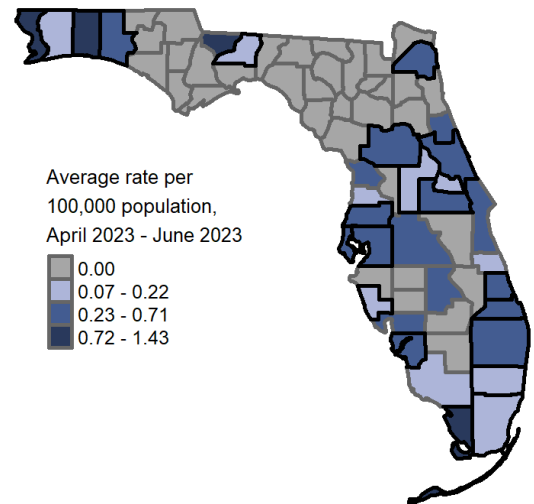 Average rate per
100,000 population,
April 2023 - June 2023
0.00
0.07 - 0.22
0.23 - 0.71
0.72 - 1.43